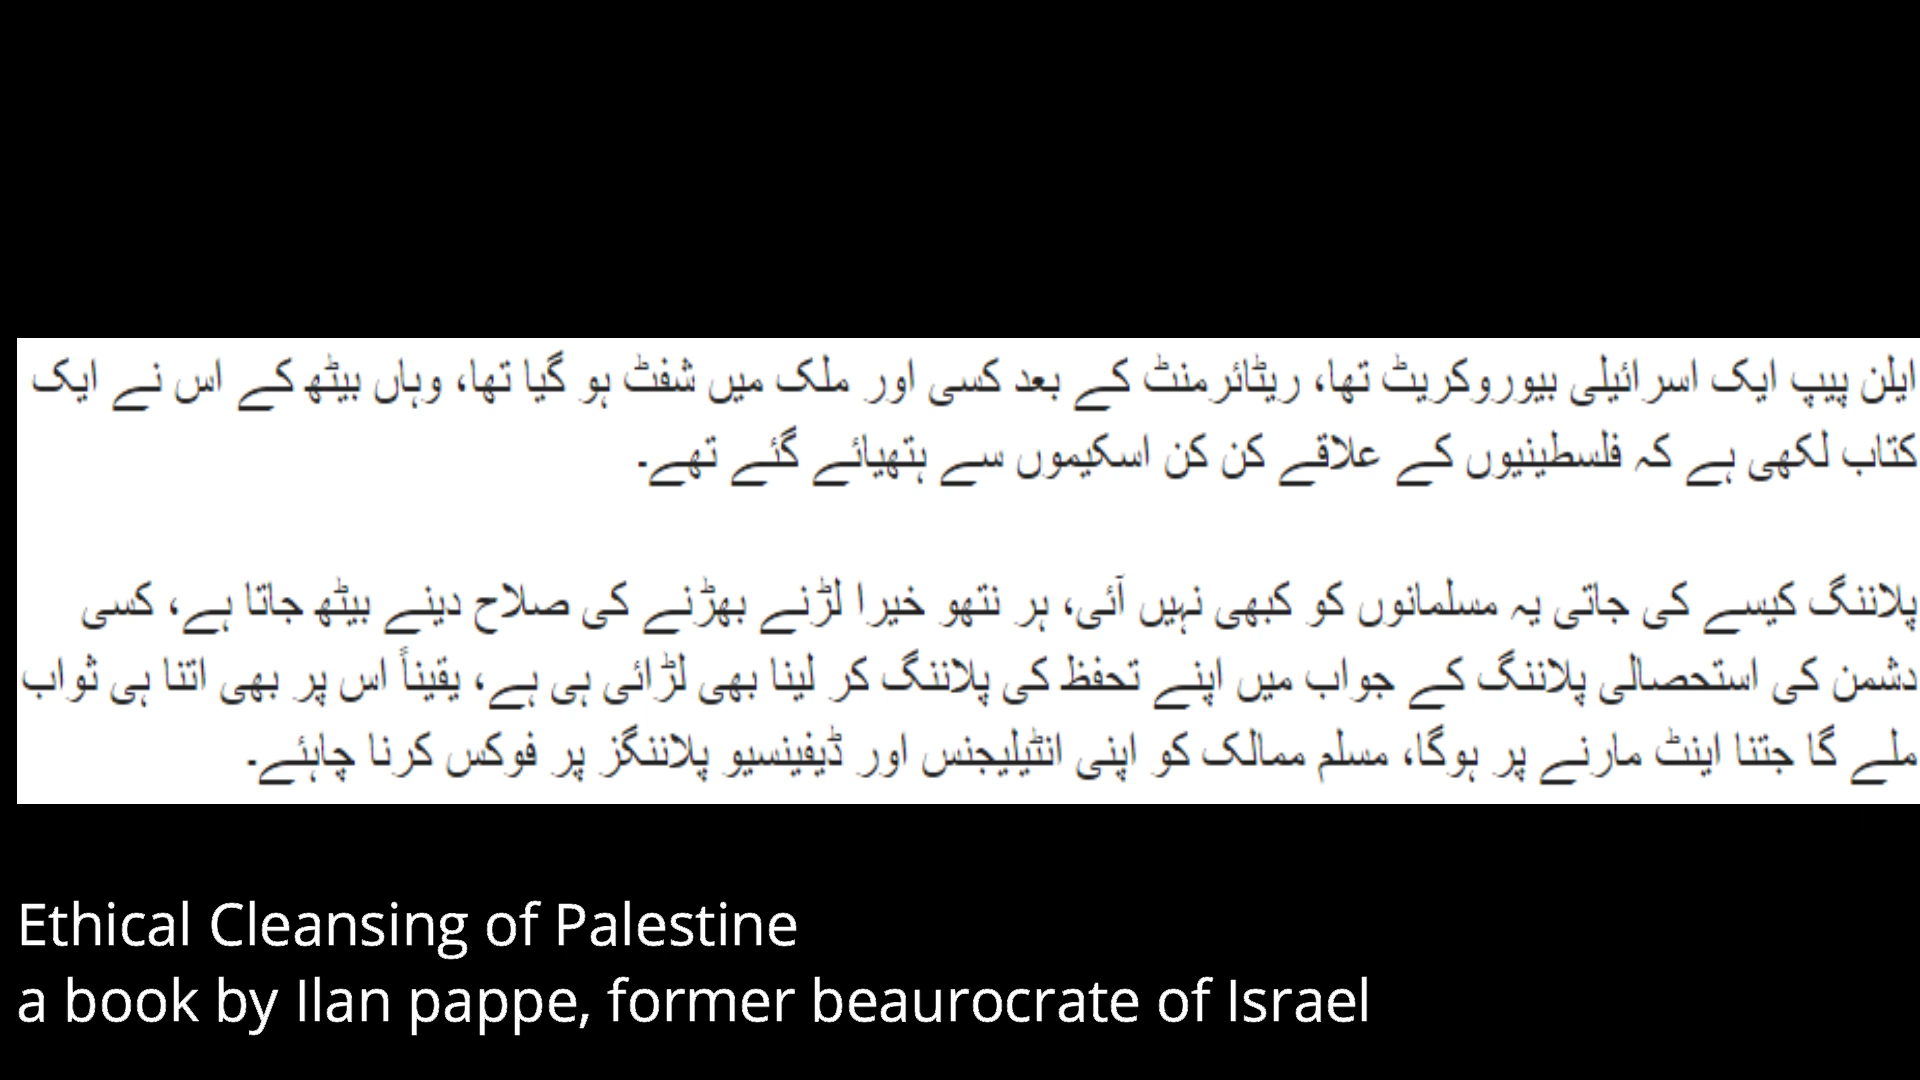 ایلن پیپ ایک اسرائیلی بیوروکریٹ تھا، ریٹائرمنٹ کے بعد کسی اور ملک میں شفٹ ہو گیا تھا، وہاں بیٹھ کے اس نے ایک
کتاب لکھی ہے کہ فلسطینیوں کے علاقے کن کن اسکیموں سے ہتھیائے گئے تھے۔
پلاننگ کیسے کی جاتی یہ مسلمانوں کو کبھی نہیں آئی، ہر نتھو خیرا لڑنے بھڑنے کی صلاح دینے بیٹھ جاتا ہے، کسی
دشمن کی استحصالی پلاننگ کے جواب میں اپنے تحفظ کی پلاننگ کر لینا بھی لڑائی ہی ہے، یقیناً اس پر بھی اتنا ہی ثواب
ملے گا جتنا اینٹ مارنے پر ہوگا، مسلم ممالک کو اپنی انٹیلیجنس اور ڈیفینسیو پلاننگز پر فوکس کرنا چاہئے۔
Ethical Cleansing of Palestine
a book by Ilan pappe, former beaurocrate of Israel